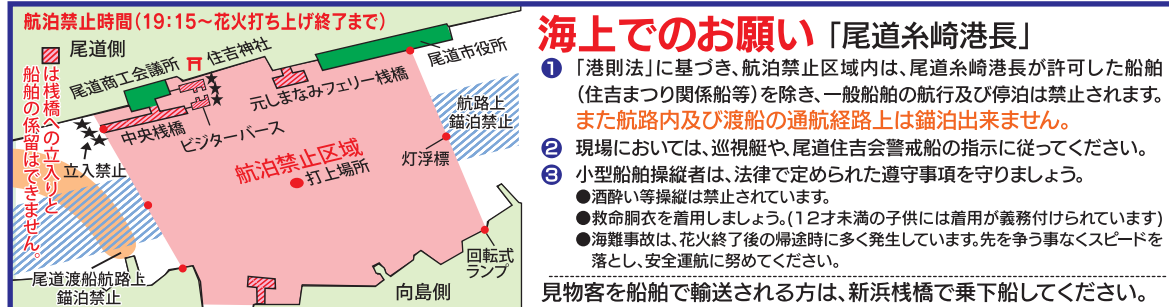 航泊禁止時間(19:15～花火打ち上げ終了まで)
尾道側
は桟橋への立入りと
船舶の係留はできません。
尾道商工会議所
住吉神社
尾道市役所
元しまなみフェリー桟橋
中央桟橋
ビジターバース
立入禁止
航路上
錨泊禁止
灯浮標
航泊禁止区域
打上場所
尾道渡船航路上
錨泊禁止
向島側
回転式
ランプ
海上でのお願い「尾道糸崎港長」
❶ 「港則法」に基づき、航泊禁止区域内は、尾道糸崎港長が許可した船舶
(住吉まつり関係船等)を除き、一般船舶の航行及び停泊は禁止されます。
また航路内及び渡船の通航経路上は錨泊出来ません。
❷ 現場においては、巡視艇や、尾道住吉会警戒船の指示に従ってください。
❸ 小型船舶操縦者は、法律で定められた遵守事項を守りましょう。
●酒酔い等操縦は禁止されています。
●救命胴衣を着用しましょう。(12才未満の子供には着用が義務付けられています)
●海難事故は、花火終了後の帰途時に多く発生しています。先を争う事なくスピードを
落とし、安全運航に努めてください。
見物客を船舶で輸送される方は、新浜桟橋で乗下船してください。